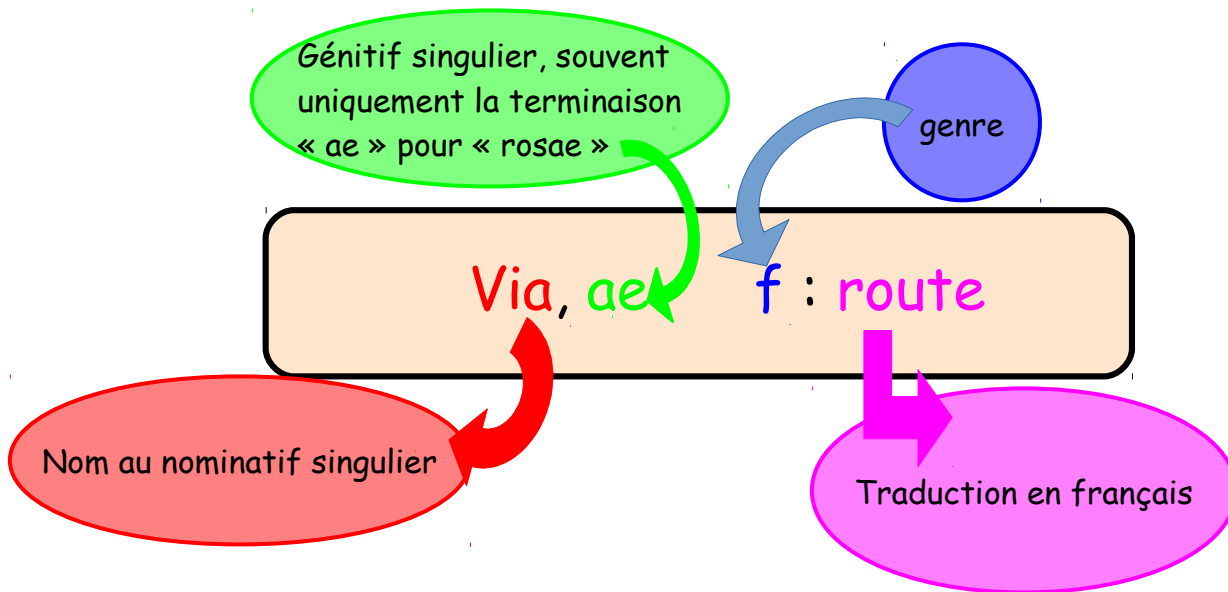 Génitif singulier, souvent
uniquement la terminaison
« ae » pour « rosae »
genre
Via, ae f : route
Nom au nominatif singulier
Traduction en français